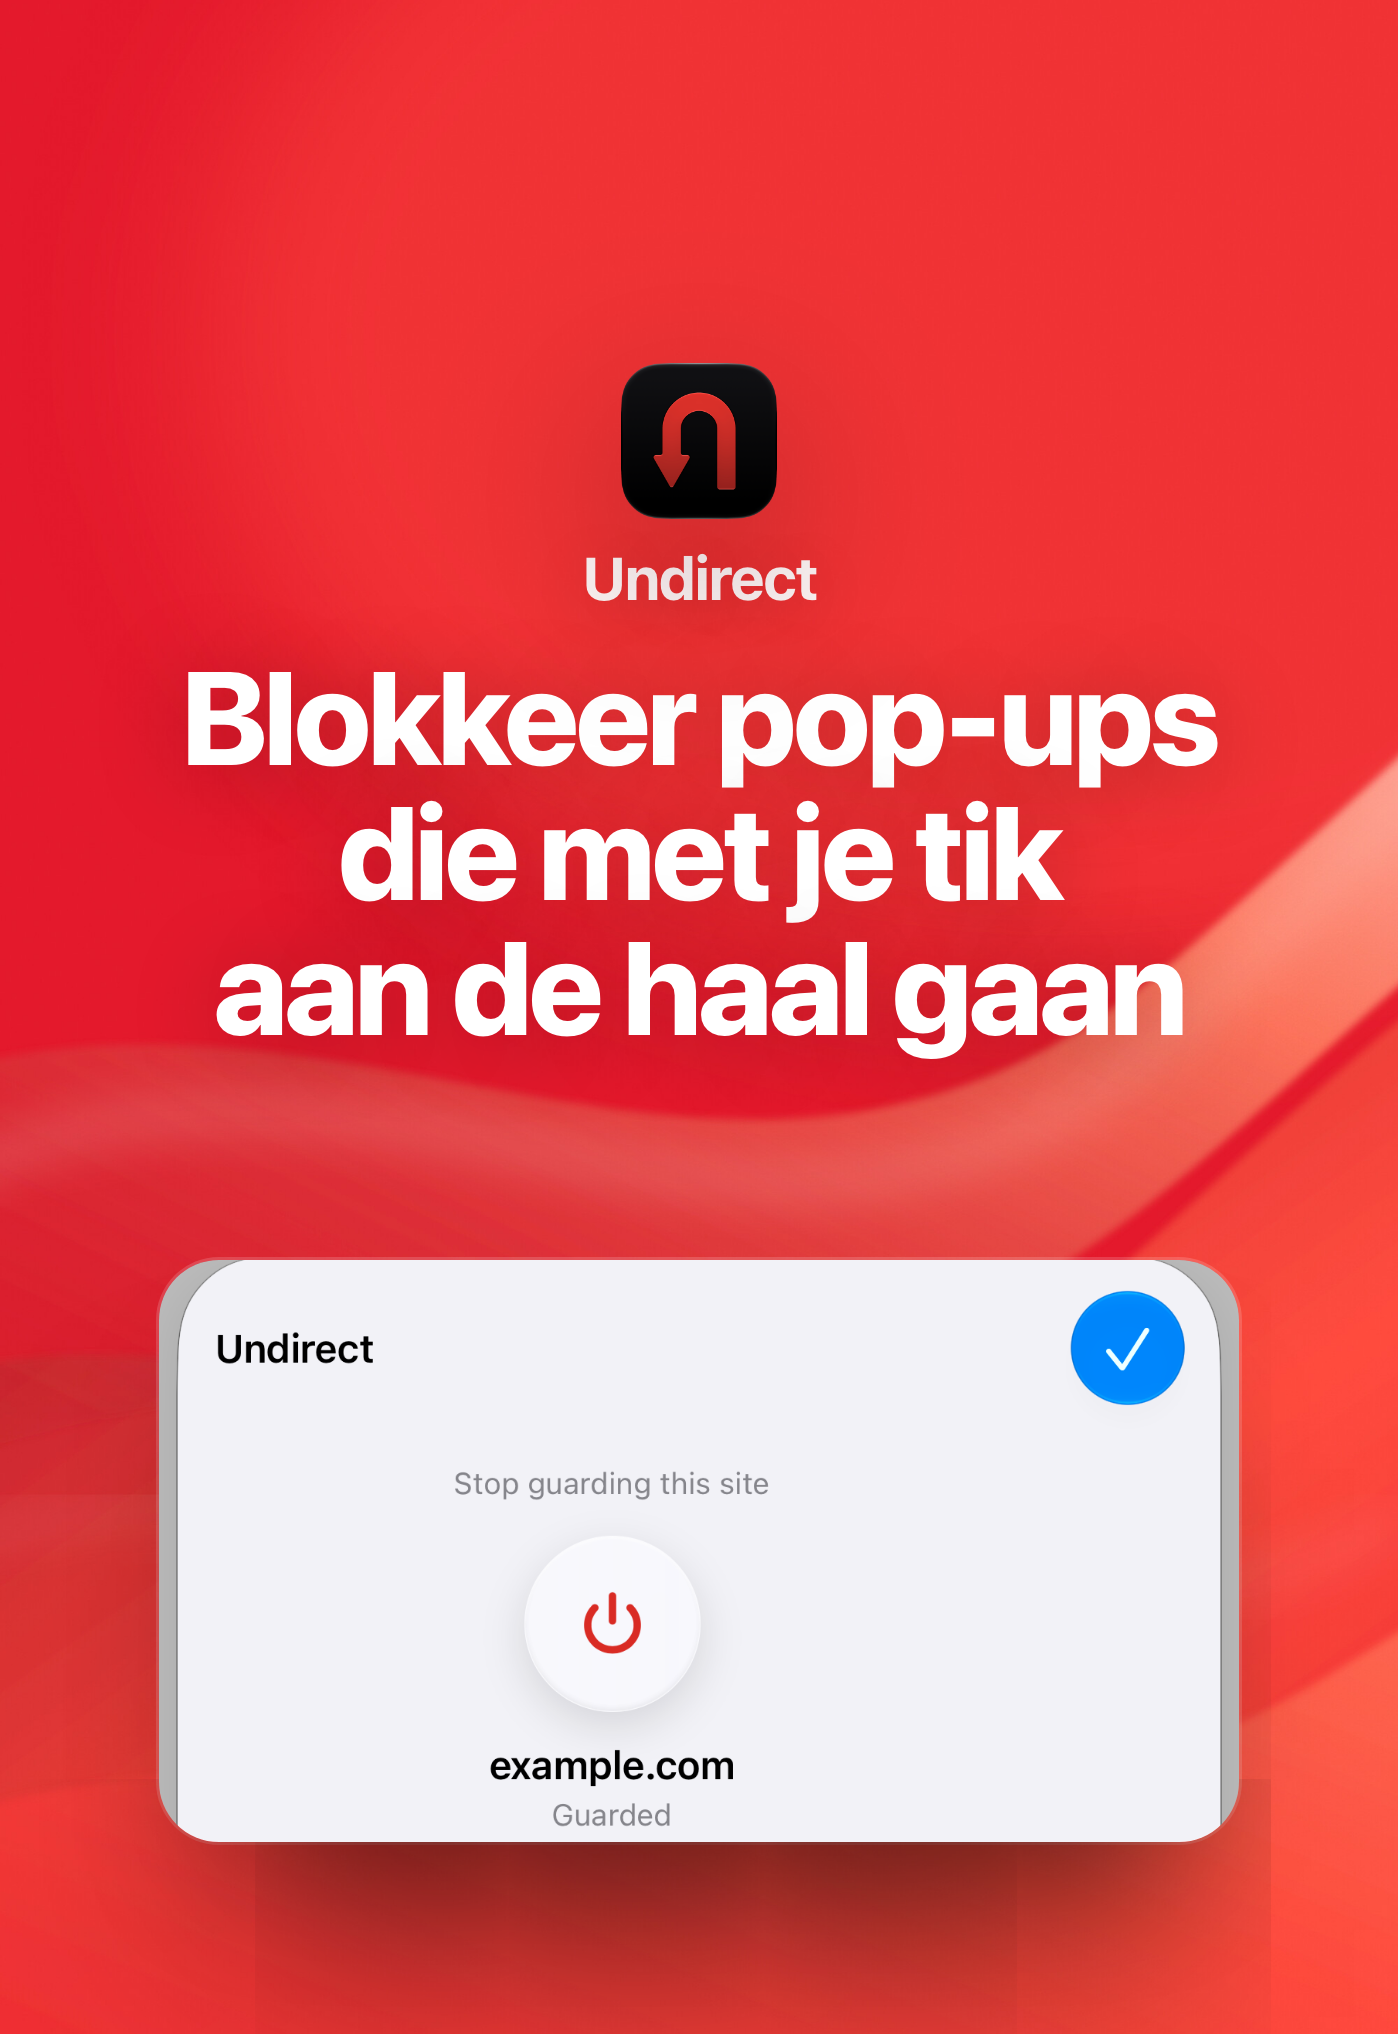 Undirect
Blokkeer pop-ups
die met je tik
aan de haal gaan
Undirect
Stop guarding this site
example.com
Guarded